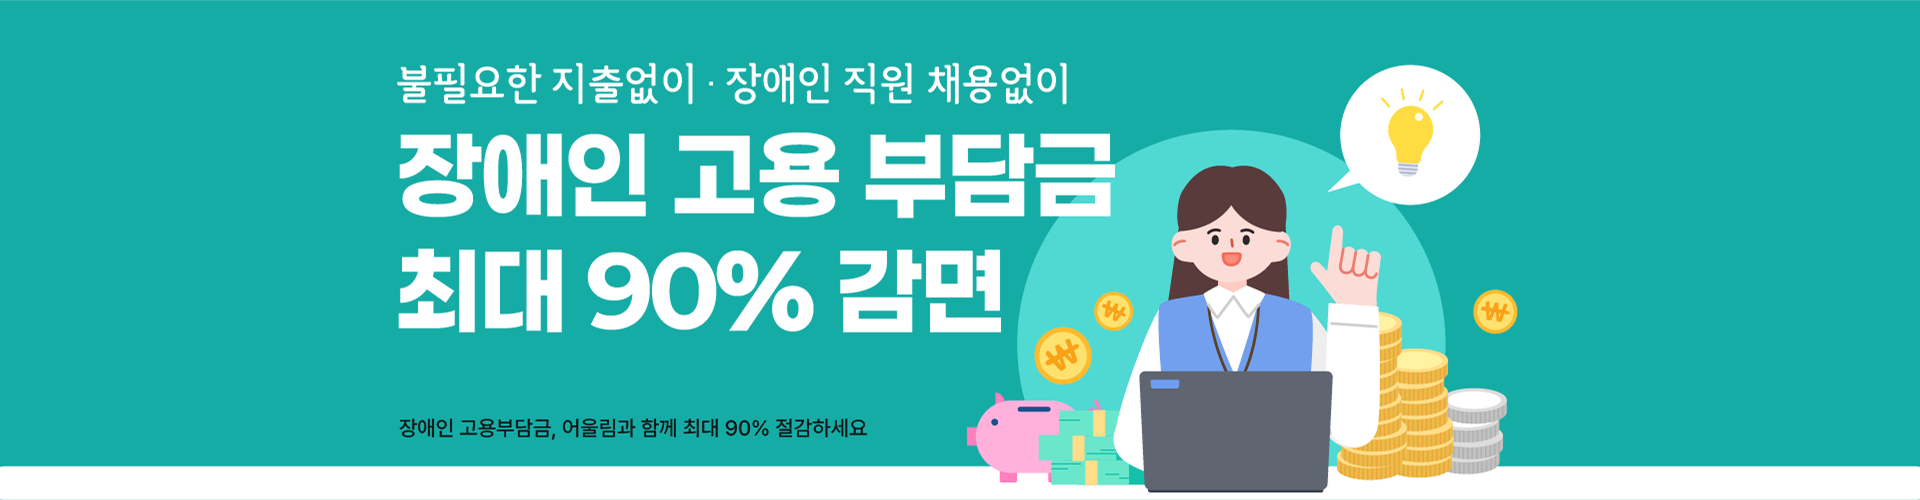 불필요한 지출없이 · 장애인 직원 채용없이
장애인 고용 부담금
최대 90% 감면
장애인 고용부담금, 어울림과 함께 최대 90% 절감하세요